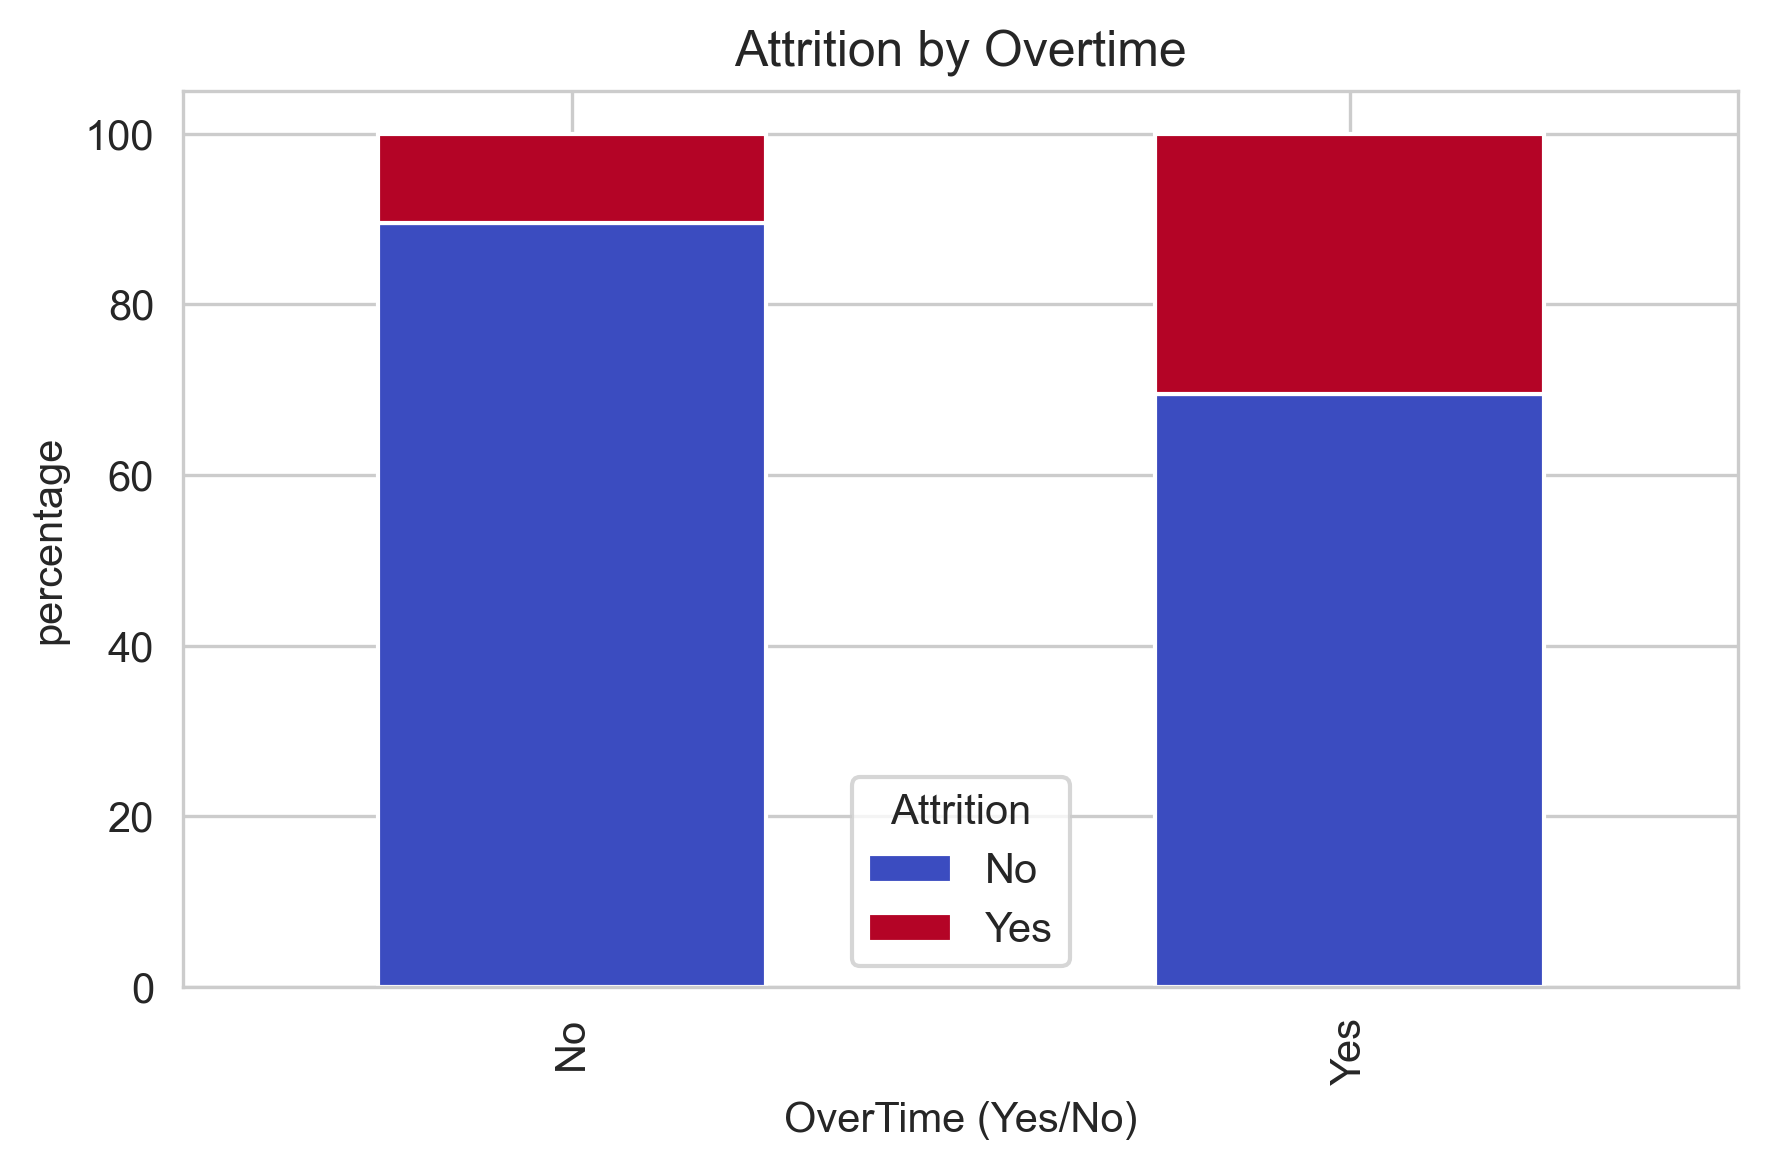 Attrition by Overtime
100
80
60
40
20
0
percentage
Attrition
No
Yes
No
Yes
OverTime (Yes/No)